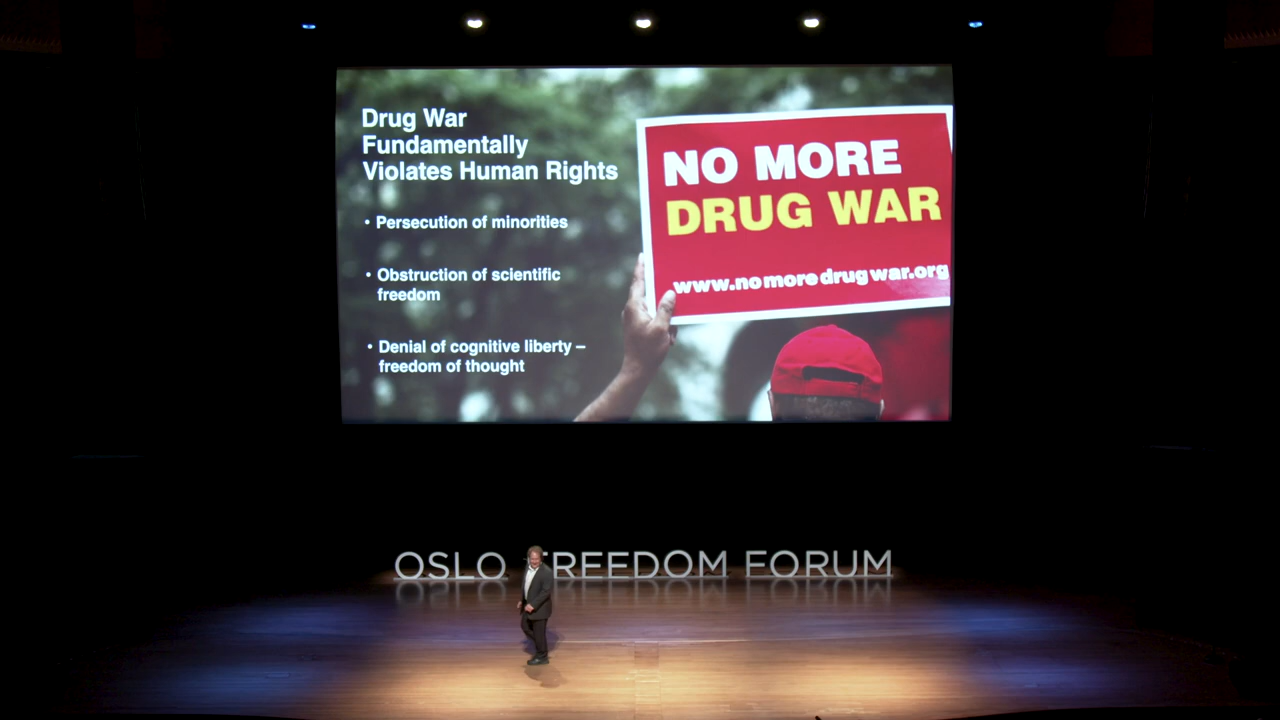 Drug War
Fundamentally
Violates Human Rights
• Persecution of minorities
• Obstruction of scientific
freedom
• Denial of cognitive liberty –
freedom of thought
NO MORE
DRUG WAR
www.nomoredrugwar.org
OSLO FREEDOM FORUM